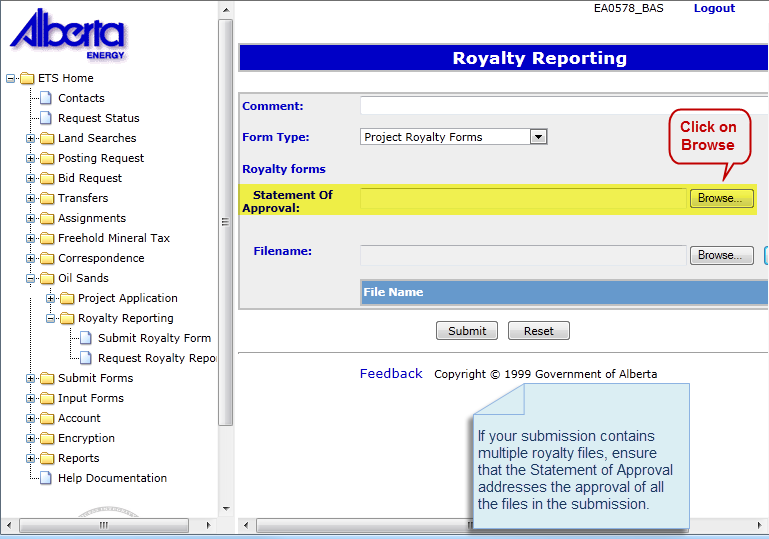 Alberta
ENERGY
ETS Home
Contacts
Request Status
Land Searches
Posting Request
Bid Request
Transfers
Assignments
Freehold Mineral Tax
Correspondence
Oil Sands
Project Application
Royalty Reporting
Submit Royalty Form
Request Royalty Repo
Submit Forms
Input Forms
Account
Encryption
Reports
Help Documentation
EA0578_BAS Logout
Royalty Reporting
Comment:
Form Type: Project Royalty Forms
Click on
Browse
Royalty forms
Statement Of
Approval: Browse...
Filename: Browse...
File Name
Submit Reset
Feedback Copyright © 1999 Government of Alberta
If your submission contains
multiple royalty files, ensure
that the Statement of Approval
addresses the approval of all
the files in the submission.